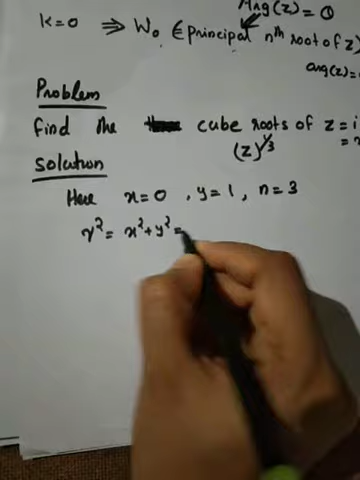 Arg(z) = θ
k=0 ⇒ W₀ ∈ principal nth root of z
arg(z) =
Problem
find the cube roots of z = i
(z)^1/3
Solution
Here x=0 , y=1 , n=3
r² = x²+y² =